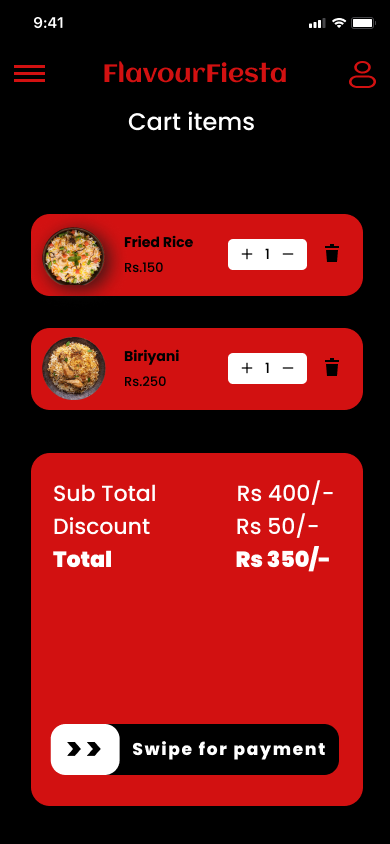 9:41
FlavourFiesta
Cart items
Fried Rice
Rs.150
+ 1 −
Biriyani
Rs.250
+ 1 −
Sub Total Rs 400/-
Discount Rs 50/-
Total Rs 350/-
Swipe for payment